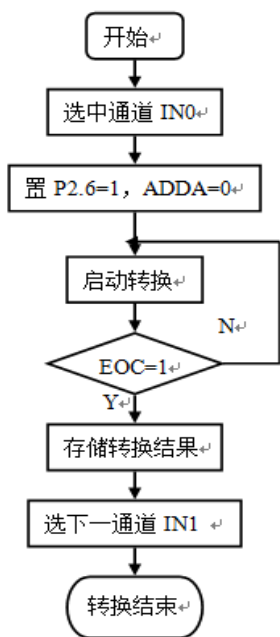 开始
选中通道 IN0
置 P2.6=1，ADDA=0
启动转换
N
EOC=1
Y
存储转换结果
选下一通道 IN1
转换结束